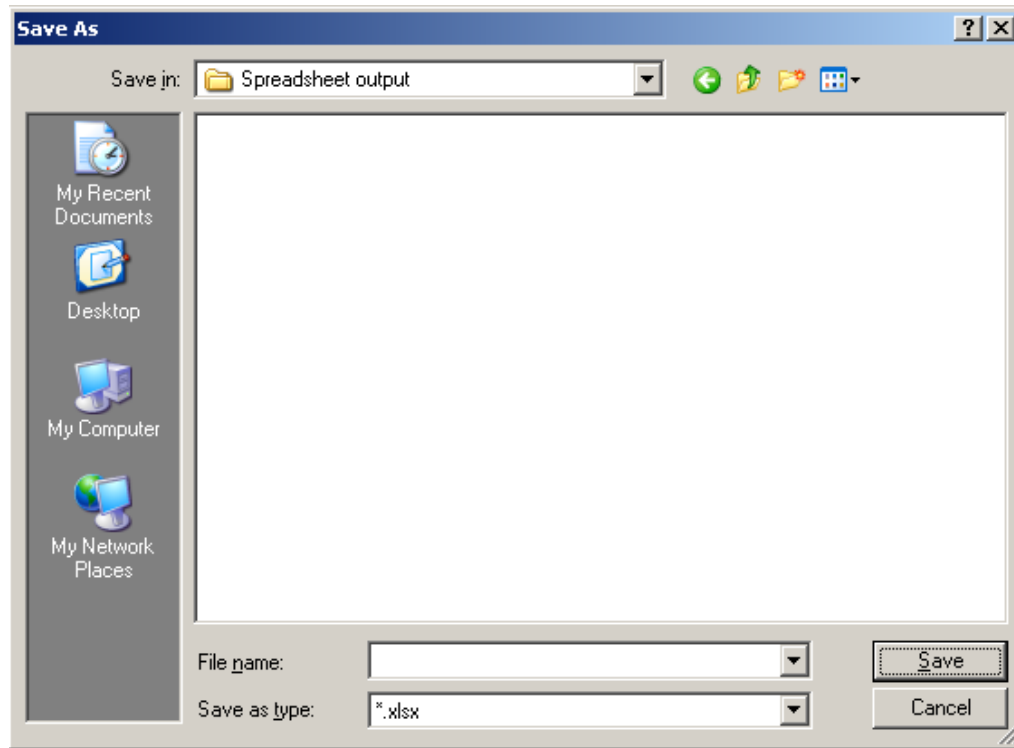 Save As
Save in: Spreadsheet output
My Recent
Documents
Desktop
My Computer
My Network
Places
File name:
Save
Save as type: *.xlsx
Cancel